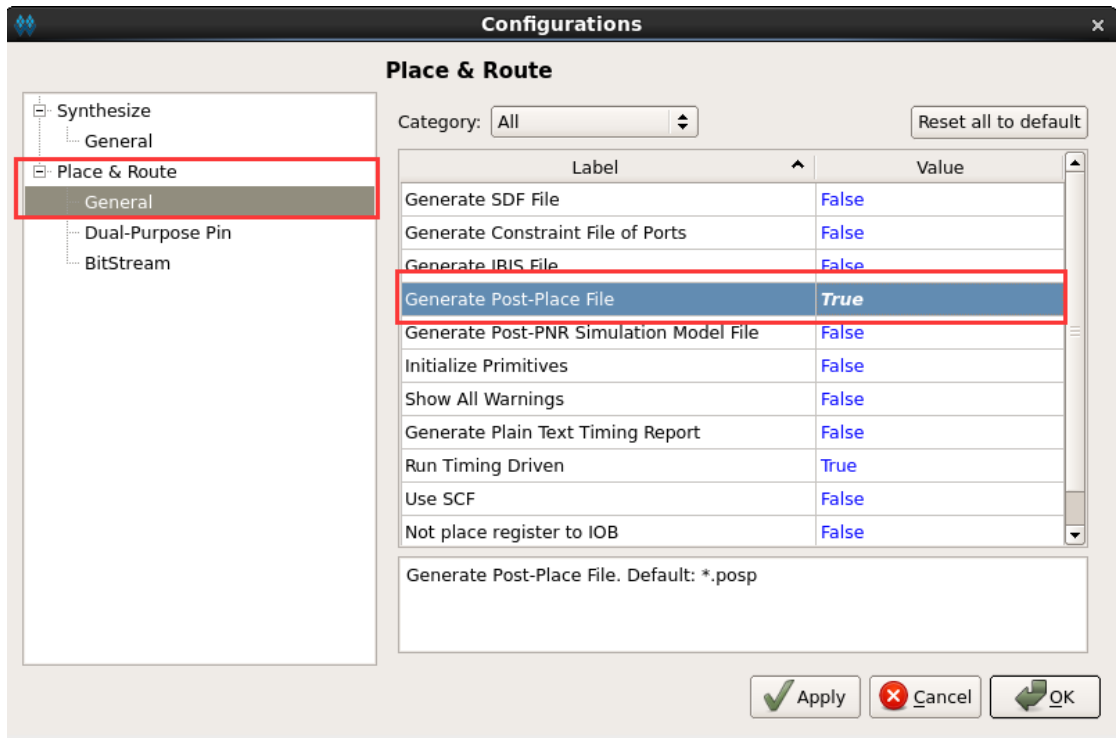 Configurations
Place & Route
Synthesize
General
Place & Route
General
Dual-Purpose Pin
BitStream
Category: All
Reset all to default
Label Value
Generate SDF File False
Generate Constraint File of Ports False
Generate IBIS File False
Generate Post-Place File True
Generate Post-PNR Simulation Model File False
Initialize Primitives False
Show All Warnings False
Generate Plain Text Timing Report False
Run Timing Driven True
Use SCF False
Not place register to IOB False
Generate Post-Place File. Default: *.posp
Apply Cancel OK